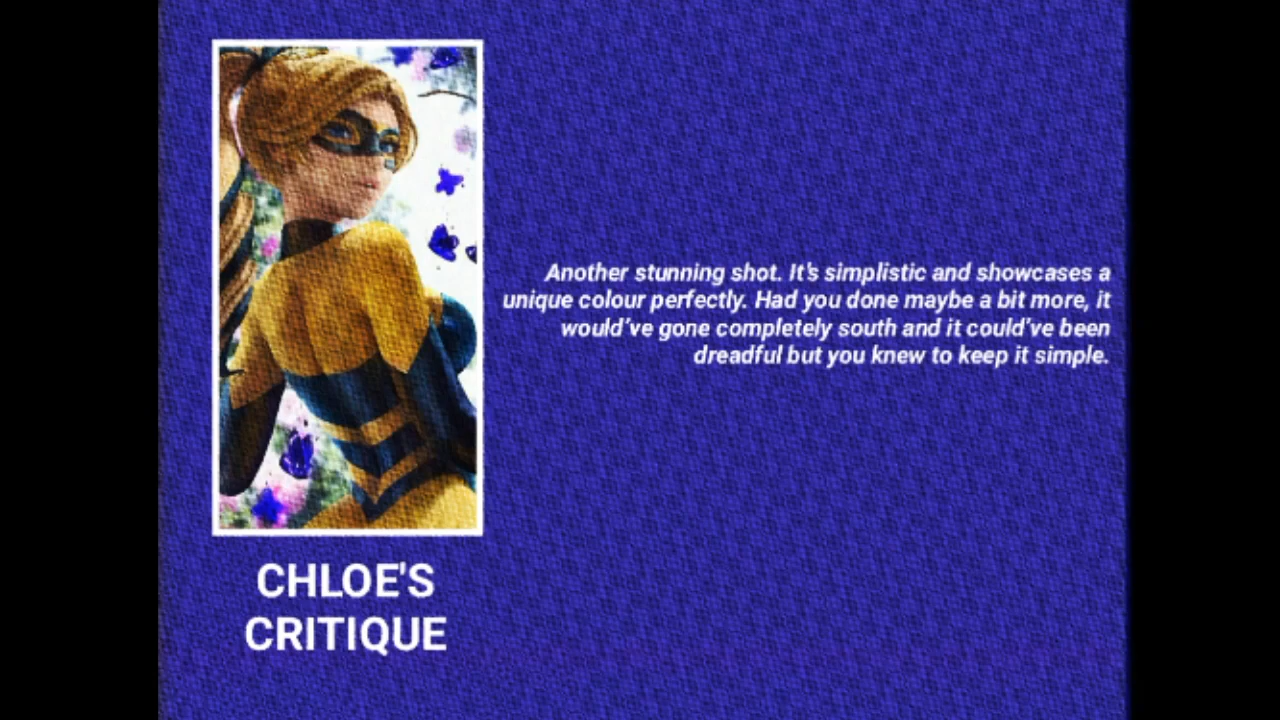 Another stunning shot. It's simplistic and showcases a
unique colour perfectly. Had you done maybe a bit more, it
would've gone completely south and it could've been
dreadful but you knew to keep it simple.
CHLOE'S
CRITIQUE